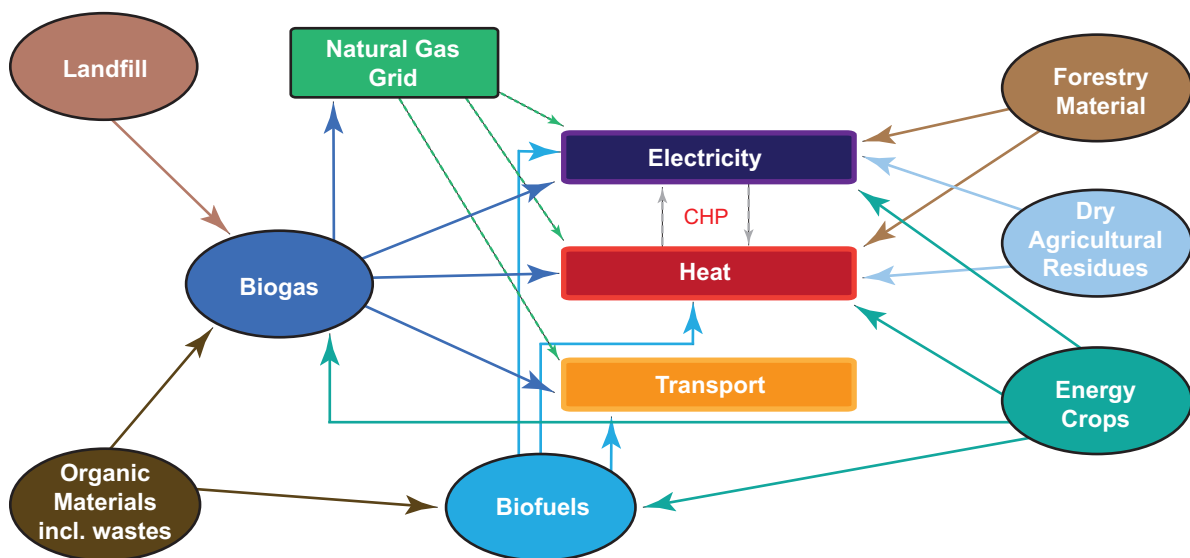 Landfill
Natural Gas
Grid
Forestry
Material
Electricity
CHP
Dry
Agricultural
Residues
Biogas
Heat
Transport
Energy
Crops
Organic
Materials
incl. wastes
Biofuels